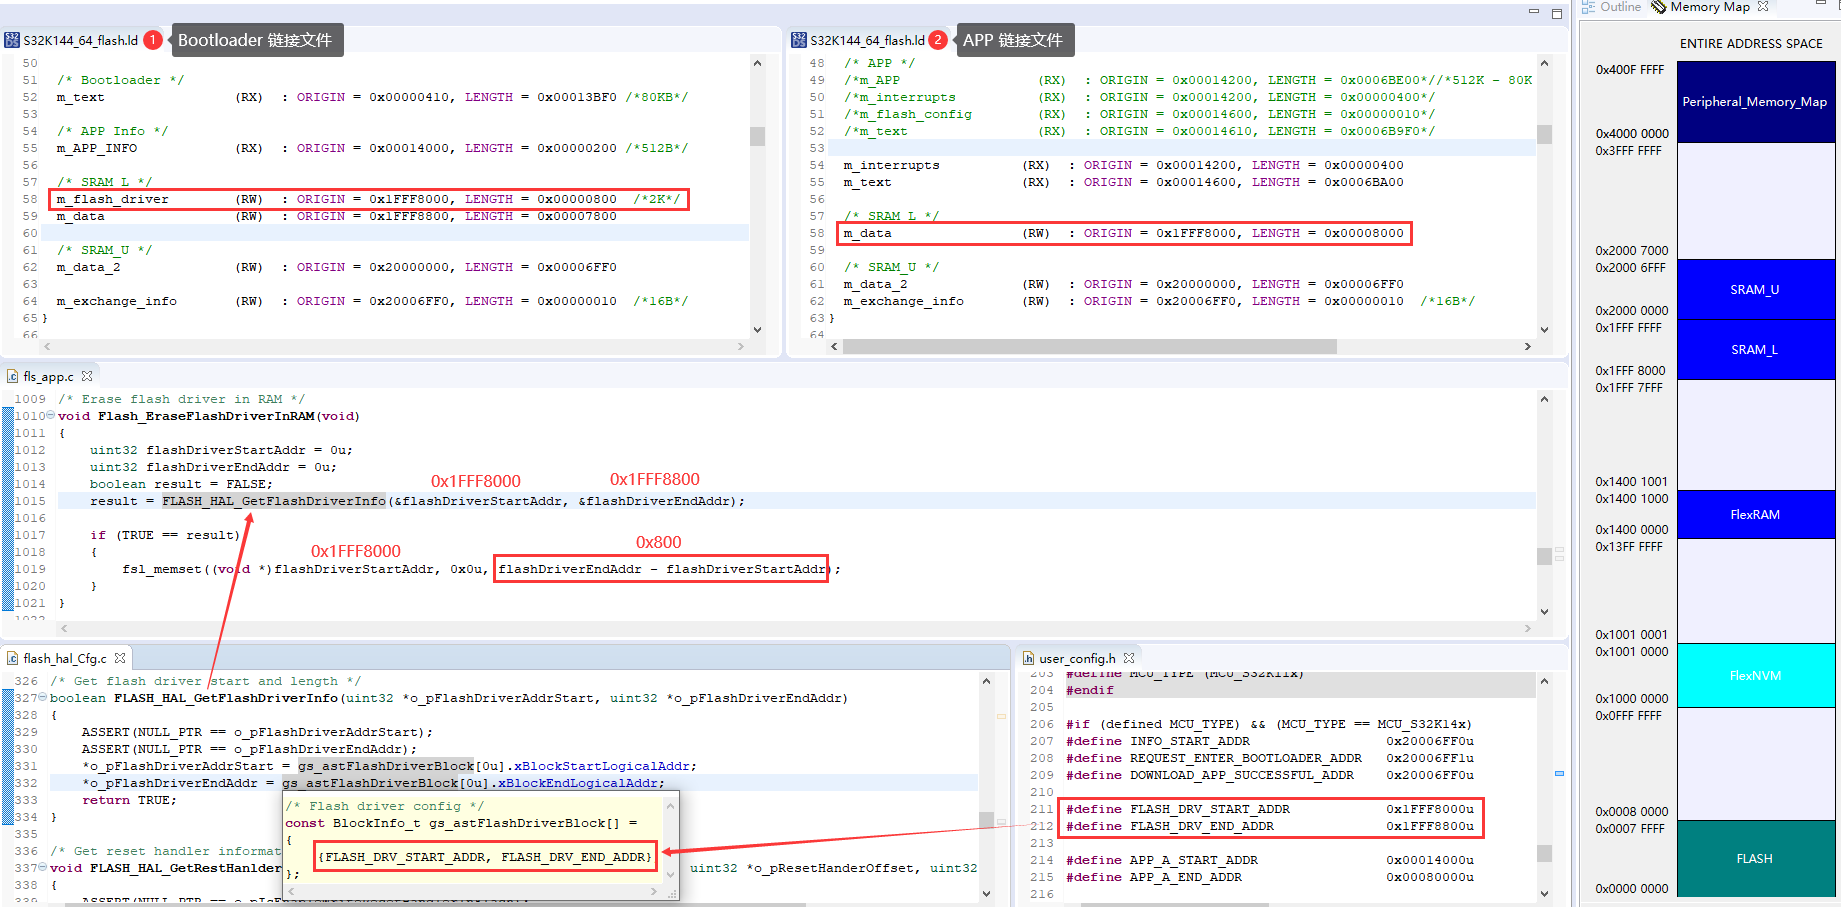 S32K144_64_flash.ld 1 Bootloader 链接文件
50
51 /* Bootloader */
52 m_text (RX) : ORIGIN = 0x00000410, LENGTH = 0x00013BF0 /*80KB*/
53
54 /* APP Info */
55 m_APP_INFO (RX) : ORIGIN = 0x00014000, LENGTH = 0x00000200 /*512B*/
56
57 /* SRAM_L */
58 m_flash_driver (RW) : ORIGIN = 0x1FFF8000, LENGTH = 0x00000800 /*2K*/
59 m_data (RW) : ORIGIN = 0x1FFF8800, LENGTH = 0x00007800
60
61 /* SRAM_U */
62 m_data_2 (RW) : ORIGIN = 0x20000000, LENGTH = 0x00006FF0
63
64 m_exchange_info (RW) : ORIGIN = 0x20006FF0, LENGTH = 0x00000010 /*16B*/
65 }
66
S32K144_64_flash.ld 2 APP 链接文件
48 /* APP */
49 /*m_APP (RX) : ORIGIN = 0x00014200, LENGTH = 0x0006BE00*//*512K - 80K
50 /*m_interrupts (RX) : ORIGIN = 0x00014200, LENGTH = 0x00000400*/
51 /*m_flash_config (RX) : ORIGIN = 0x00014600, LENGTH = 0x00000010*/
52 /*m_text (RX) : ORIGIN = 0x00014610, LENGTH = 0x0006B9F0*/
53
54 m_interrupts (RX) : ORIGIN = 0x00014200, LENGTH = 0x00000400
55 m_text (RX) : ORIGIN = 0x00014600, LENGTH = 0x0006BA00
56
57 /* SRAM_L */
58 m_data (RW) : ORIGIN = 0x1FFF8000, LENGTH = 0x00008000
59
60 /* SRAM_U */
61 m_data_2 (RW) : ORIGIN = 0x20000000, LENGTH = 0x00006FF0
62 m_exchange_info (RW) : ORIGIN = 0x20006FF0, LENGTH = 0x00000010 /*16B*/
63 }
64
fls_app.c
1009 /* Erase flash driver in RAM */
1010 void Flash_EraseFlashDriverInRAM(void)
1011 {
1012 uint32 flashDriverStartAddr = 0u;
1013 uint32 flashDriverEndAddr = 0u;
1014 boolean result = FALSE;
0x1FFF8000 0x1FFF8800
1015 result = FLASH_HAL_GetFlashDriverInfo(&flashDriverStartAddr, &flashDriverEndAddr);
1016
1017 if (TRUE == result)
1018 {
0x1FFF8000 0x800
1019 fsl_memset((void *)flashDriverStartAddr, 0x0u, flashDriverEndAddr - flashDriverStartAddr);
1020 }
1021 }
1022
flash_hal_Cfg.c
326 /* Get flash driver start and length */
327 boolean FLASH_HAL_GetFlashDriverInfo(uint32 *o_pFlashDriverAddrStart, uint32 *o_pFlashDriverEndAddr)
328 {
329 ASSERT(NULL_PTR == o_pFlashDriverAddrStart);
330 ASSERT(NULL_PTR == o_pFlashDriverEndAddr);
331 *o_pFlashDriverAddrStart = gs_astFlashDriverBlock[0u].xBlockStartLogicalAddr;
332 *o_pFlashDriverEndAddr = gs_astFlashDriverBlock[0u].xBlockEndLogicalAddr;
333 return TRUE;
334 }
335
336 /* Get reset handler informat
337 void FLASH_HAL_GetRestHanler uint32 *o_pResetHanderOffset, uint32
338 {
339
/* Flash driver config */
const BlockInfo_t gs_astFlashDriverBlock[] =
{
{FLASH_DRV_START_ADDR, FLASH_DRV_END_ADDR}
};
user_config.h
203 #define MCU_TYPE (MCU_S32K11x)
204 #endif
205
206 #if (defined MCU_TYPE) && (MCU_TYPE == MCU_S32K14x)
207 #define INFO_START_ADDR 0x20006FF0u
208 #define REQUEST_ENTER_BOOTLOADER_ADDR 0x20006FF1u
209 #define DOWNLOAD_APP_SUCCESSFUL_ADDR 0x20006FF0u
210
211 #define FLASH_DRV_START_ADDR 0x1FFF8000u
212 #define FLASH_DRV_END_ADDR 0x1FFF8800u
213
214 #define APP_A_START_ADDR 0x00014000u
215 #define APP_A_END_ADDR 0x00080000u
216
Outline Memory Map
ENTIRE ADDRESS SPACE
0x400F FFFF
Peripheral_Memory_Map
0x4000 0000
0x3FFF FFFF
0x2000 7000
0x2000 6FFF
SRAM_U
0x2000 0000
0x1FFF FFFF
SRAM_L
0x1FFF 8000
0x1FFF 7FFF
0x1400 1001
0x1400 1000
FlexRAM
0x1400 0000
0x13FF FFFF
0x1001 0001
0x1001 0000
FlexNVM
0x1000 0000
0x0FFF FFFF
0x0008 0000
0x0007 FFFF
FLASH
0x0000 0000